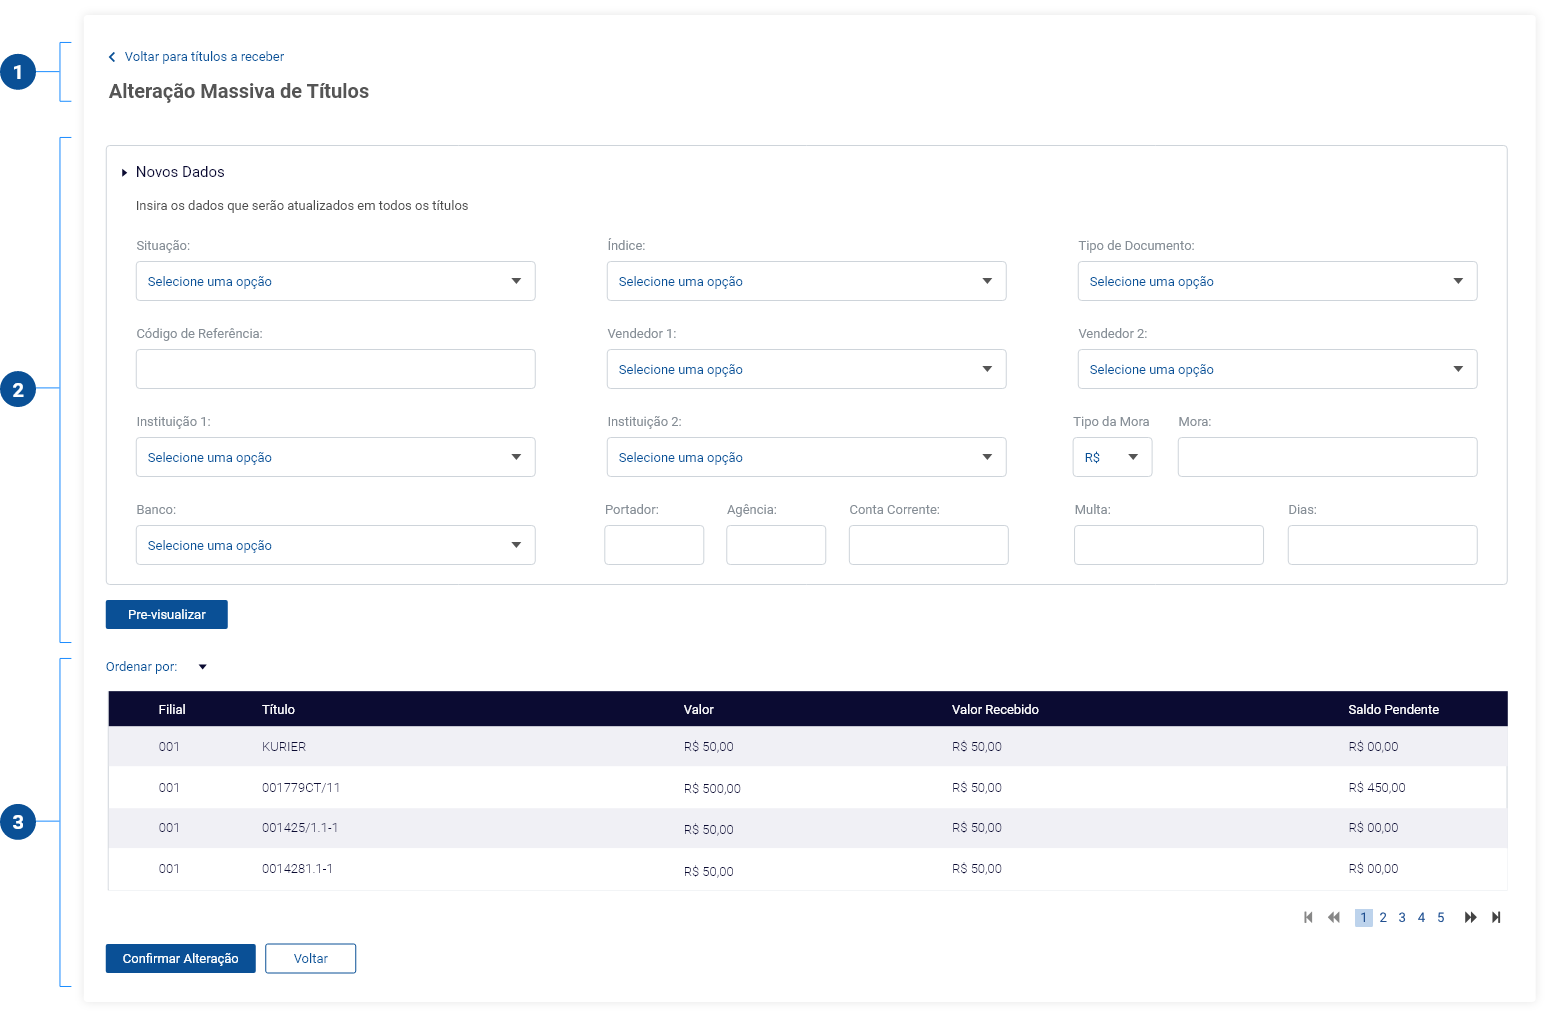 1
Voltar para títulos a receber
Alteração Massiva de Títulos
2
Novos Dados
Insira os dados que serão atualizados em todos os títulos
Situação: Índice: Tipo de Documento:
Selecione uma opção Selecione uma opção Selecione uma opção
Código de Referência: Vendedor 1: Vendedor 2:
Selecione uma opção Selecione uma opção
Instituição 1: Instituição 2: Tipo da Mora Mora:
Selecione uma opção Selecione uma opção R$
Banco: Portador: Agência: Conta Corrente: Multa: Dias:
Selecione uma opção
Pre-visualizar
3
Ordenar por:
Filial Título Valor Valor Recebido Saldo Pendente
001 KURIER R$ 50,00 R$ 50,00 R$ 00,00
001 001779CT/11 R$ 500,00 R$ 50,00 R$ 450,00
001 001425/1.1-1 R$ 50,00 R$ 50,00 R$ 00,00
001 0014281.1-1 R$ 50,00 R$ 50,00 R$ 00,00
1 2 3 4 5
Confirmar Alteração Voltar